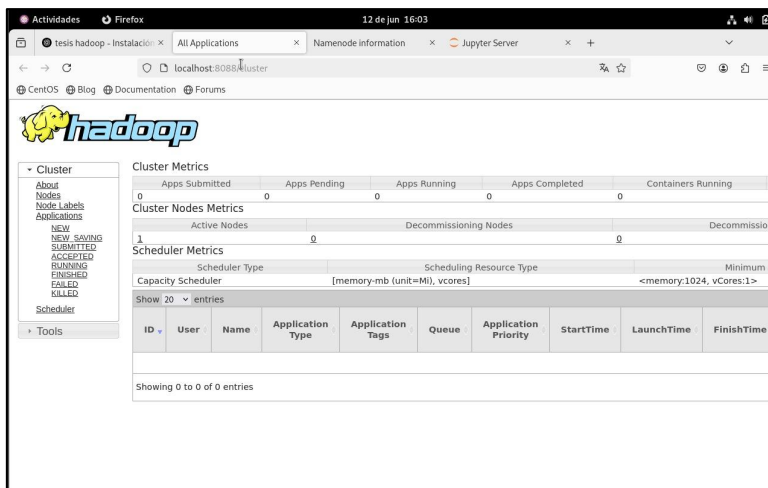 Actividades Firefox 12 de jun 16:03
tesis hadoop - Instalación × All Applications × Namenode information × Jupyter Server × +
localhost:8088/cluster
CentOS Blog Documentation Forums
hadoop
Cluster
About
Nodes
Node Labels
Applications
NEW
NEW_SAVING
SUBMITTED
ACCEPTED
RUNNING
FINISHED
FAILED
KILLED
Scheduler
Tools
Cluster Metrics
Apps Submitted Apps Pending Apps Running Apps Completed Containers Running
0 0 0 0 0
Cluster Nodes Metrics
Active Nodes Decommissioning Nodes Decommissio
1 0 0
Scheduler Metrics
Scheduler Type Scheduling Resource Type Minimum
Capacity Scheduler [memory-mb (unit=Mi), vcores] <memory:1024, vCores:1>
Show 20 entries
ID User Name Application Type Application Tags Queue Application Priority StartTime LaunchTime FinishTime
Showing 0 to 0 of 0 entries